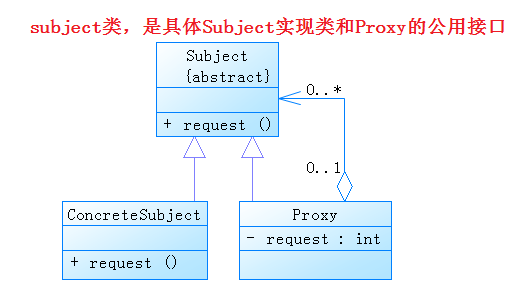 subject类，是具体Subject实现类和Proxy的公用接口
Subject
{abstract}
+ request ()
0..*
0..1
ConcreteSubject
+ request ()
Proxy
- request : int